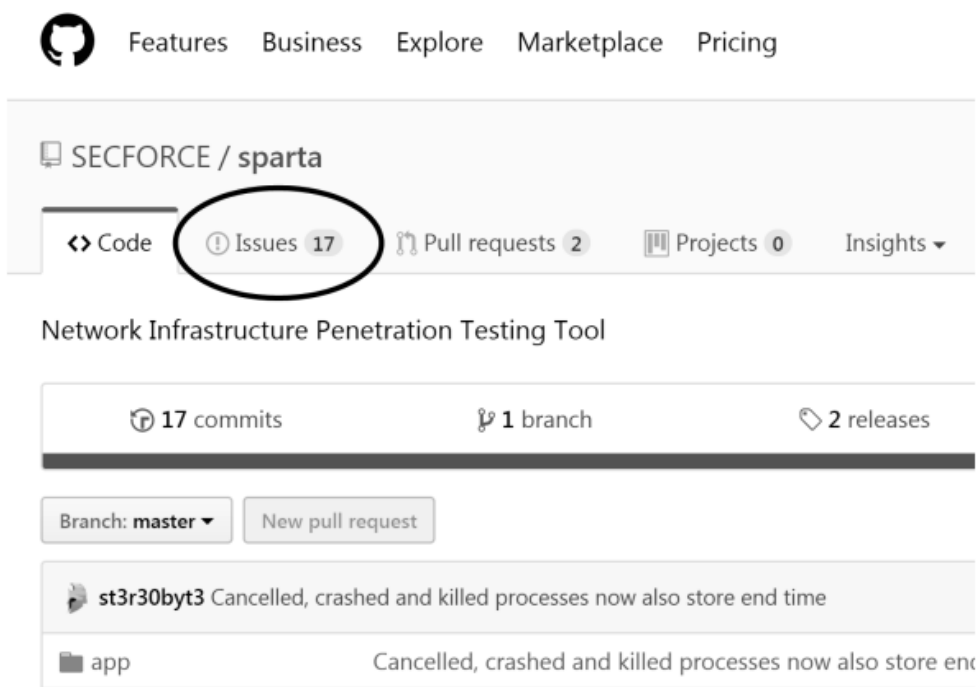 Features Business Explore Marketplace Pricing
SECFORCE / sparta
<> Code Issues 17 Pull requests 2 Projects 0 Insights
Network Infrastructure Penetration Testing Tool
17 commits 1 branch 2 releases
Branch: master New pull request
st3r30byt3 Cancelled, crashed and killed processes now also store end time
app Cancelled, crashed and killed processes now also store end